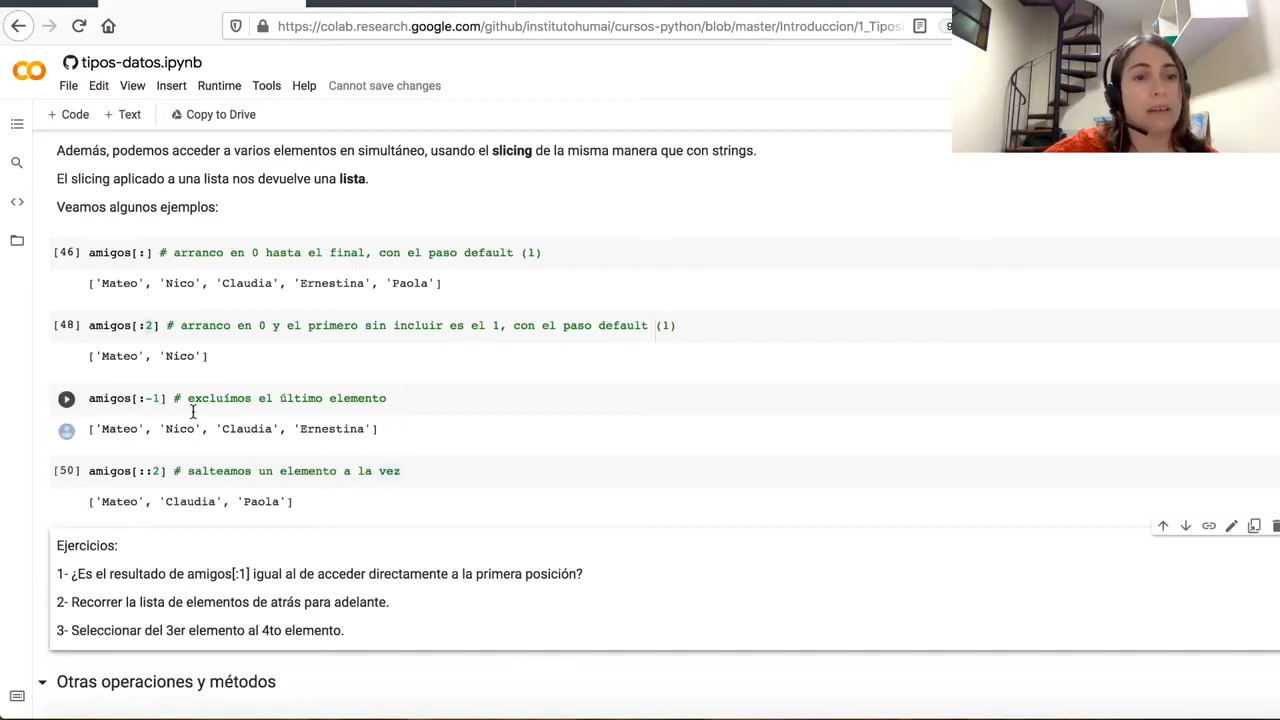 https://colab.research.google.com/github/institutohumai/cursos-python/blob/master/Introduccion/1_Tipos
tipos-datos.ipynb
File Edit View Insert Runtime Tools Help Cannot save changes
+ Code + Text Copy to Drive
Además, podemos acceder a varios elementos en simultáneo, usando el slicing de la misma manera que con strings.
El slicing aplicado a una lista nos devuelve una lista.
Veamos algunos ejemplos:
[46] amigos[:] # arranco en 0 hasta el final, con el paso default (1)
['Mateo', 'Nico', 'Claudia', 'Ernestina', 'Paola']
[48] amigos[:2] # arranco en 0 y el primero sin incluir es el 1, con el paso default (1)
['Mateo', 'Nico']
amigos[:-1] # excluímos el último elemento
['Mateo', 'Nico', 'Claudia', 'Ernestina']
[50] amigos[::2] # salteamos un elemento a la vez
['Mateo', 'Claudia', 'Paola']
Ejercicios:
1- ¿Es el resultado de amigos[:1] igual al de acceder directamente a la primera posición?
2- Recorrer la lista de elementos de atrás para adelante.
3- Seleccionar del 3er elemento al 4to elemento.
Otras operaciones y métodos